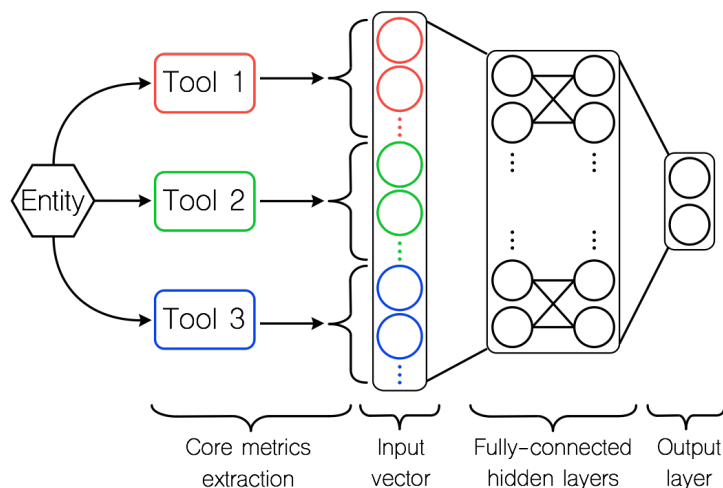 Entity
Tool 1
Tool 2
Tool 3
Core metrics
extraction
Input
vector
Fully-connected
hidden layers
Output
layer